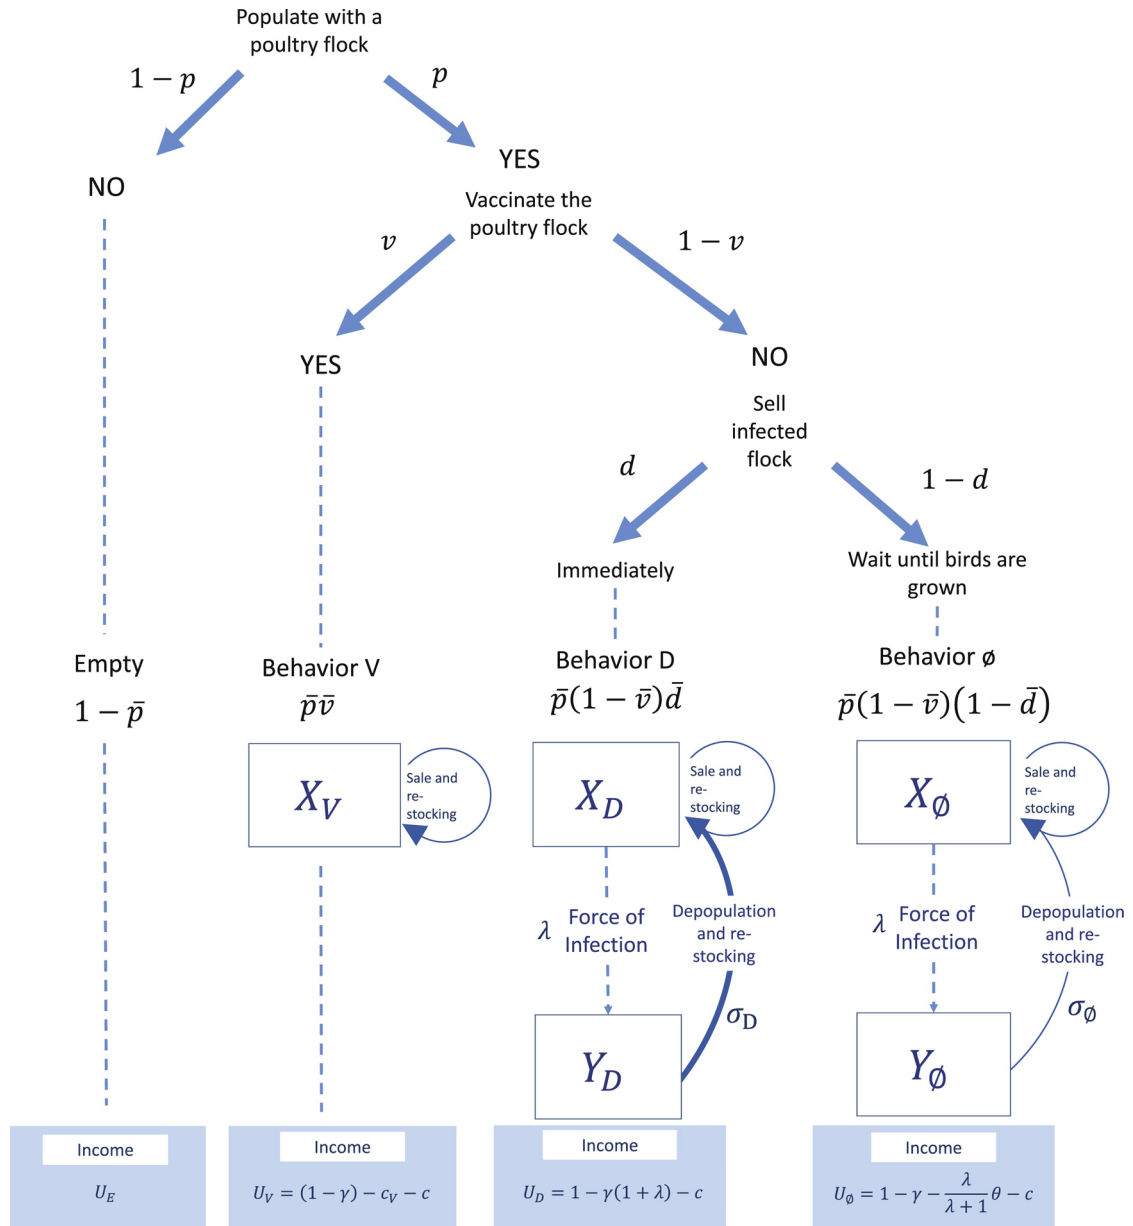 Populate with a
poultry flock
1 − p
p
NO
YES
Vaccinate the
poultry flock
v
1 − v
YES
NO
Sell
infected
flock
d
1 − d
Immediately
Wait until birds are
grown
Empty
1 − p̄
Behavior V
p̄v̄
Behavior D
p̄(1 − v̄)d̄
Behavior ø
p̄(1 − v̄)(1 − d̄)
X_V
Sale and
re-
stocking
X_D
Sale and
re-
stocking
X_∅
Sale and
re-
stocking
λ
Force of
Infection
Depopulation
and re-
stocking
σ_D
λ
Force of
Infection
Depopulation
and re-
stocking
σ_∅
Y_D
Y_∅
Income
U_E
Income
U_V = (1 − γ) − c_V − c
Income
U_D = 1 − γ(1 + λ) − c
Income
U_∅ = 1 − γ − λ/(λ + 1) θ − c